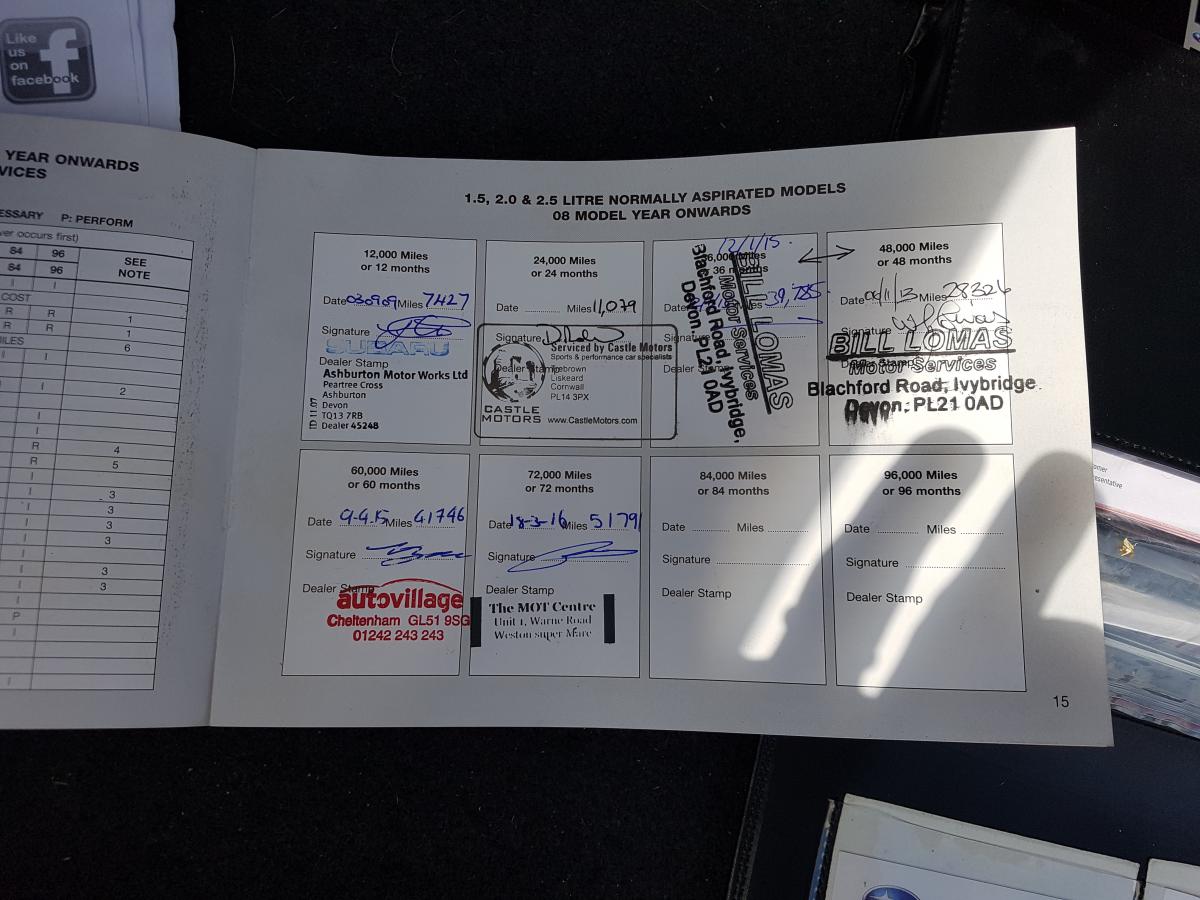 Like
us
on
facebook
YEAR ONWARDS
VICES
ESSARY P: PERFORM
ver occurs first)
84 96 SEE
84 96 NOTE
I I
COST
R R 1
R R 1
MILES 6
I I
I I 2
I
I
R 4
R 5
I
I 3
I 3
I 3
I 3
I
I 3
I 3
P
I
I
1.5, 2.0 & 2.5 LITRE NORMALLY ASPIRATED MODELS
08 MODEL YEAR ONWARDS
12,000 Miles
or 12 months
Date 030909 Miles 7427
Signature
SUBARU
Dealer Stamp
Ashburton Motor Works Ltd
Peartree Cross
Ashburton
Devon
TQ13 7RB
Dealer 45248
24,000 Miles
or 24 months
Date Miles 11,079
Signature
Serviced by Castle Motors
Sports & performance car specialists
Dealer Stamp
Trebrown
Liskeard
Cornwall
PL14 3PX
CASTLE
MOTORS
www.CastleMotors.com
12/1/15.
36,000 Miles
36 months
39,785
BILL LOMAS
Motor Services
Blachford Road, Ivybridge,
Devon. PL21 0AD
48,000 Miles
or 48 months
Date 06/11/13 Miles 28326
Signature
BILL LOMAS
Dealer Stamp
Motor Services
Blachford Road, Ivybridge.
Devon. PL21 0AD
60,000 Miles
or 60 months
Date 9-9.15 Miles 41746
Signature
Dealer Stamp
autovillage
Cheltenham GL51 9SG
01242 243 243
72,000 Miles
or 72 months
Date 18-3-16 Miles 51791
Signature
Dealer Stamp
The MOT Centre
Unit 1, Warne Road
Weston super Mare
84,000 Miles
or 84 months
Date Miles
Signature
Dealer Stamp
96,000 Miles
or 96 months
Date Miles
Signature
Dealer Stamp
15
omer
esentative